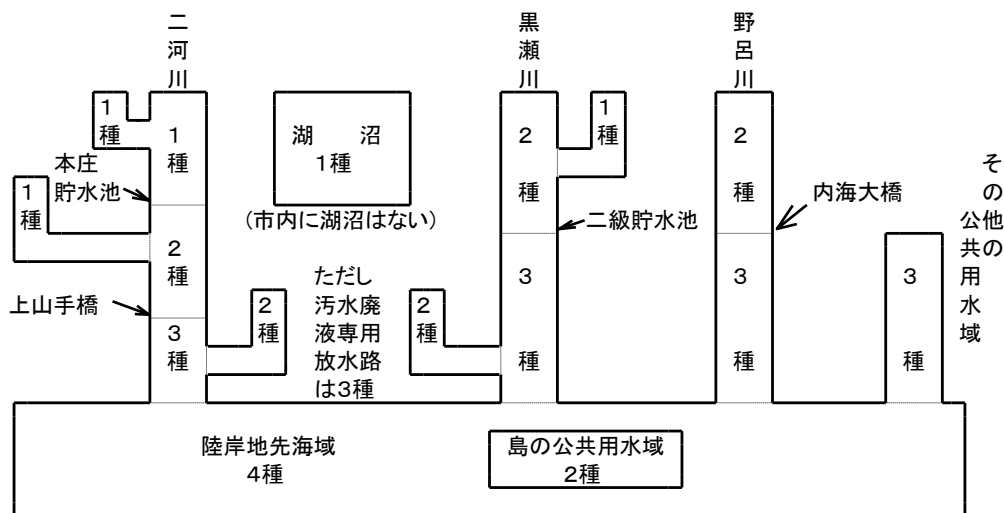 二河川
黒瀬川
野呂川
1種
1種
湖　沼
1種
(市内に湖沼はない)
2種
1種
2種
その他の
公共用水域
本庄
貯水池
1種
二級貯水池
内海大橋
2種
上山手橋
3種
2種
ただし
汚水廃
液専用
放水路
は3種
2種
3種
3種
3種
陸岸地先海域
4種
島の公共用水域
2種